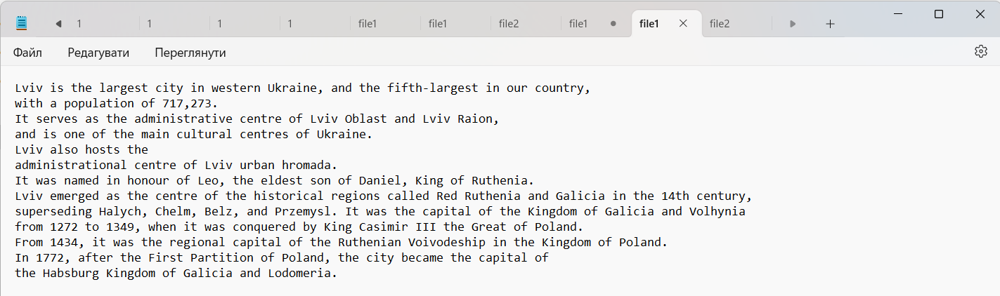 1 1 1 1 file1 file1 file2 file1 file1 file2
Файл Редагувати Переглянути
Lviv is the largest city in western Ukraine, and the fifth-largest in our country,
with a population of 717,273.
It serves as the administrative centre of Lviv Oblast and Lviv Raion,
and is one of the main cultural centres of Ukraine.
Lviv also hosts the
administrational centre of Lviv urban hromada.
It was named in honour of Leo, the eldest son of Daniel, King of Ruthenia.
Lviv emerged as the centre of the historical regions called Red Ruthenia and Galicia in the 14th century,
superseding Halych, Chelm, Belz, and Przemysl. It was the capital of the Kingdom of Galicia and Volhynia
from 1272 to 1349, when it was conquered by King Casimir III the Great of Poland.
From 1434, it was the regional capital of the Ruthenian Voivodeship in the Kingdom of Poland.
In 1772, after the First Partition of Poland, the city became the capital of
the Habsburg Kingdom of Galicia and Lodomeria.